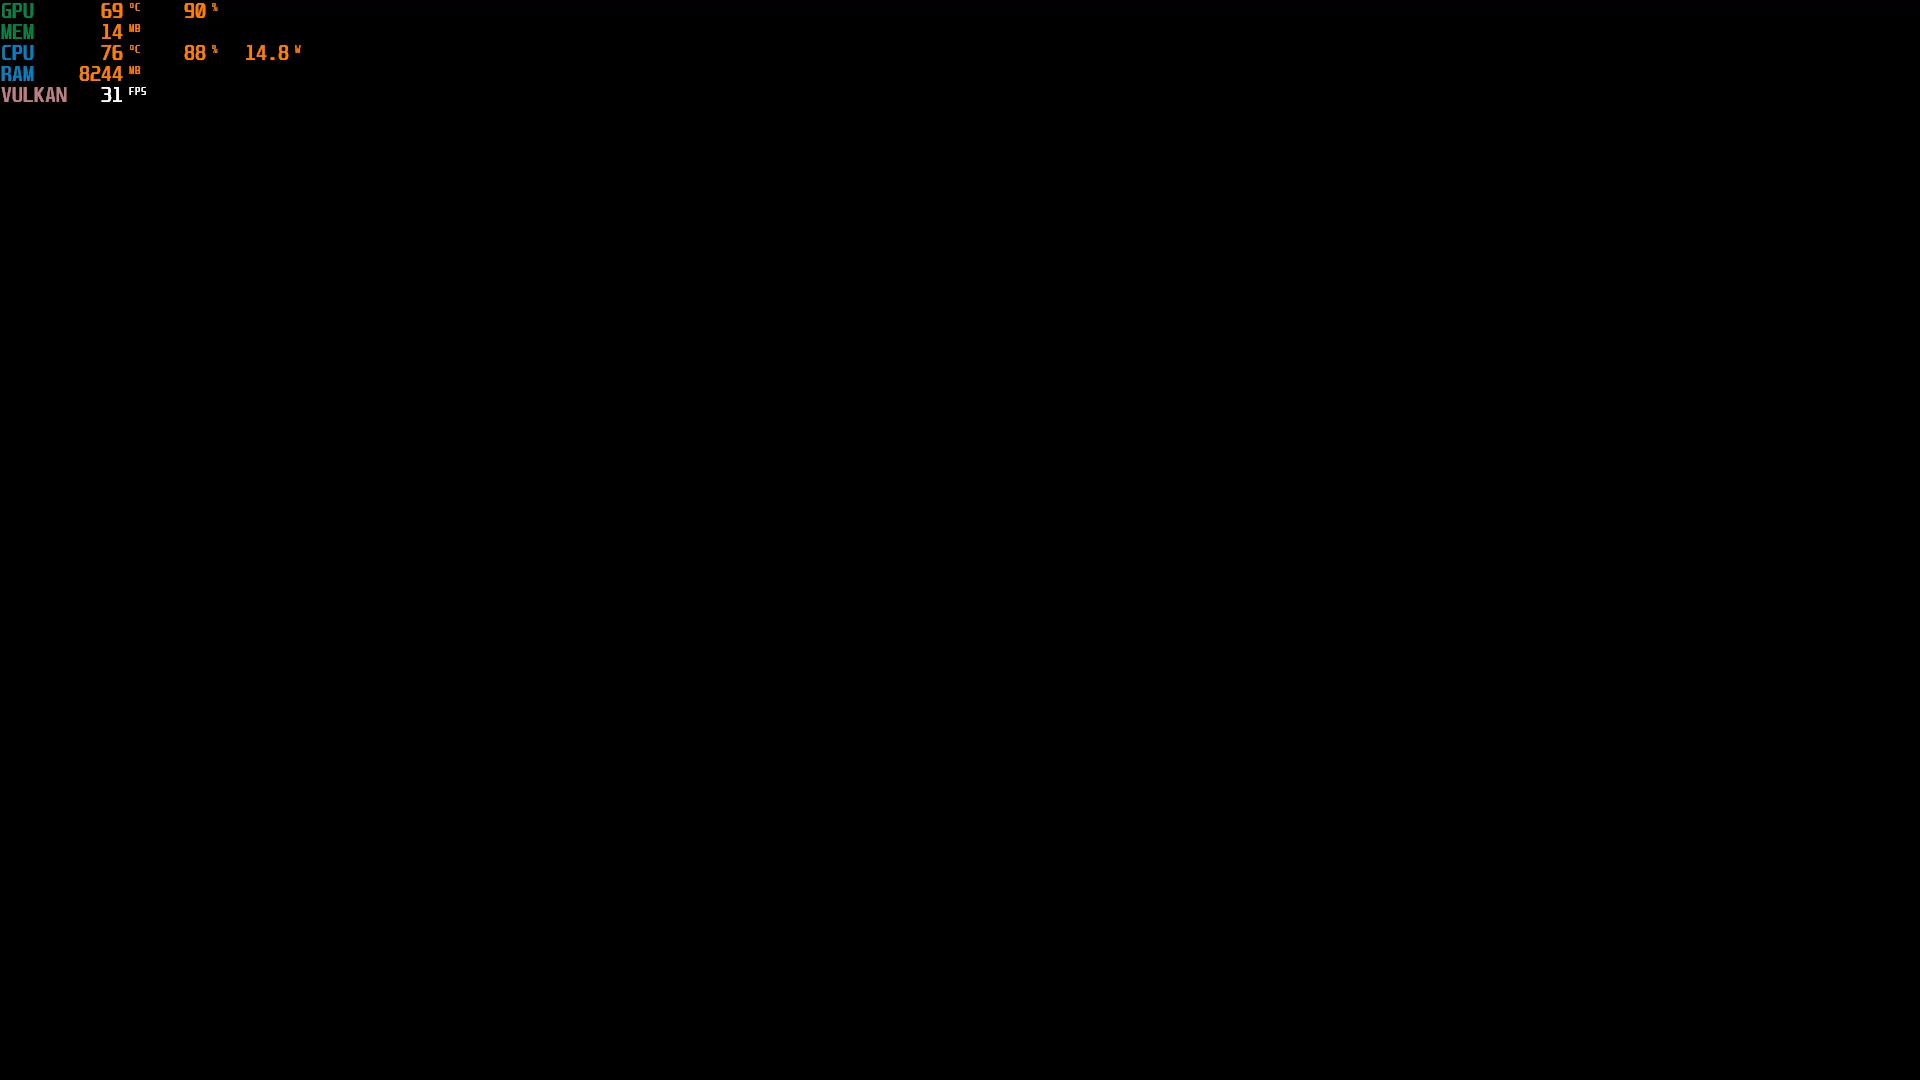 GPU 69 °C 90 %
MEM 14 MB
CPU 76 °C 88 % 14.8 W
RAM 8244 MB
VULKAN 31 FPS